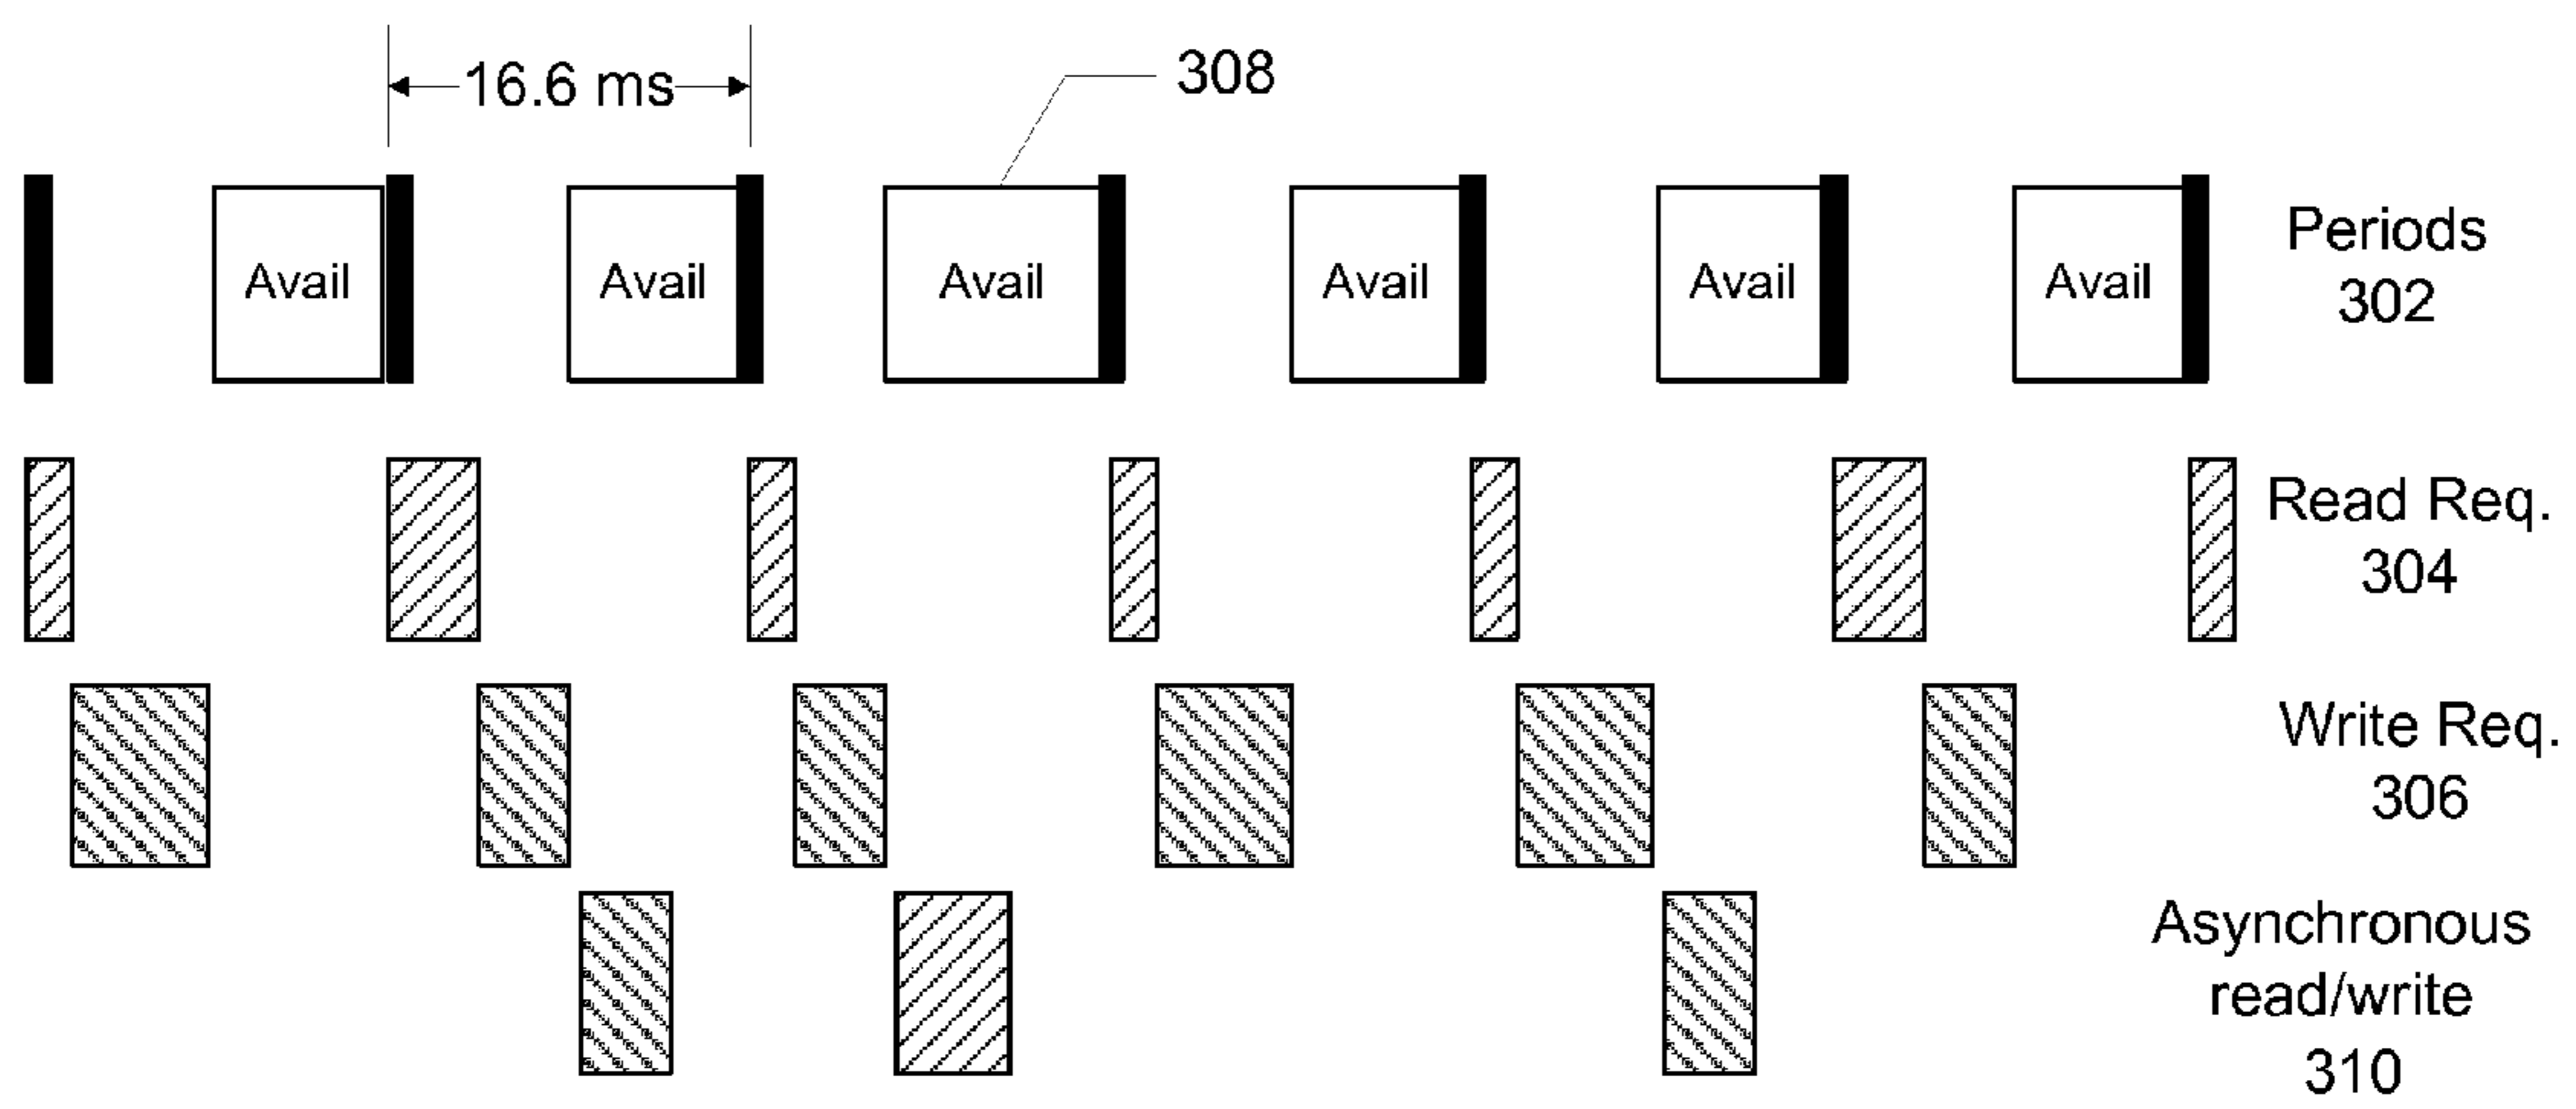 16.6 ms
308
Avail
Avail
Avail
Avail
Avail
Avail
Periods
302
Read Req.
304
Write Req.
306
Asynchronous
read/write
310